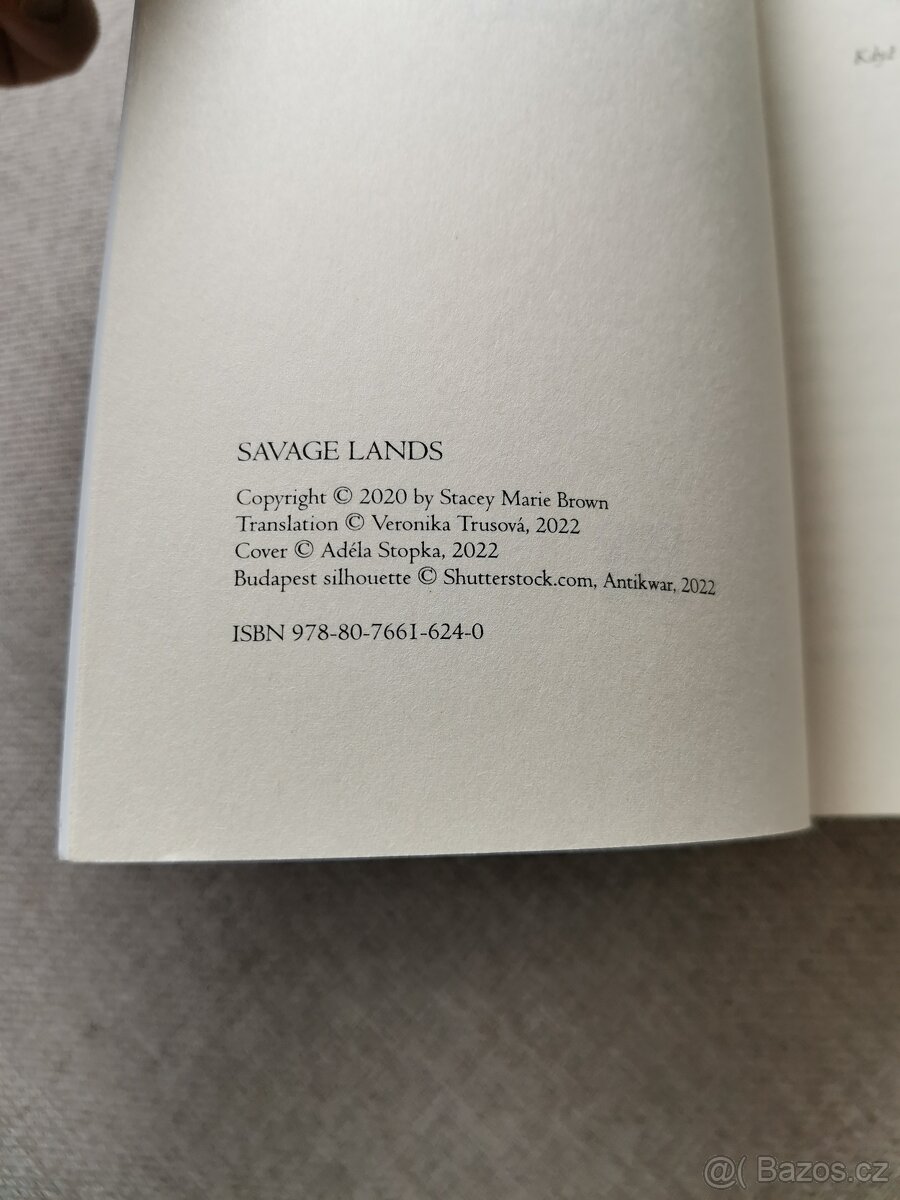 SAVAGE LANDS
Copyright © 2020 by Stacey Marie Brown
Translation © Veronika Trusová, 2022
Cover © Adéla Stopka, 2022
Budapest silhouette © Shutterstock.com, Antikwar, 2022
ISBN 978-80-7661-624-0
Když
@( Bazos.cz